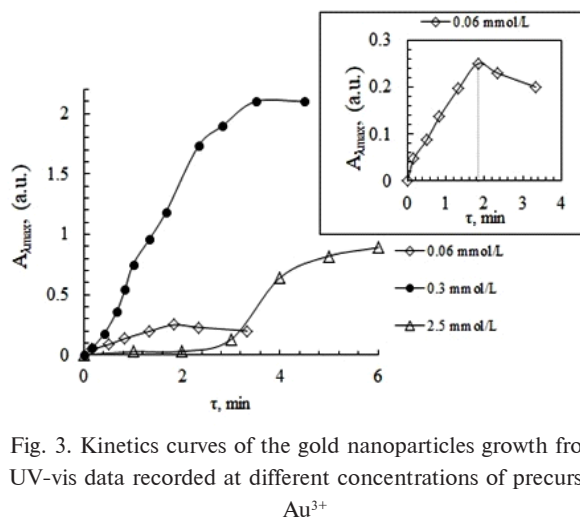 0.06 mmol/L
0.3
0.2
0.1
0
A λmax, (a.u.)
0 1 2 3 4
τ, min
2
1.5
1
0.5
0
A λmax, (a.u.)
0 2 4 6
τ, min
0.06 mmol/L
0.3 mmol/L
2.5 mmol/L
Fig. 3. Kinetics curves of the gold nanoparticles growth fro
UV-vis data recorded at different concentrations of precurs
Au³⁺